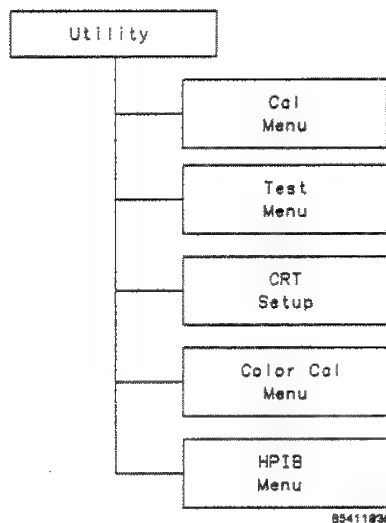 Utility
Cal
Menu
Test
Menu
CRT
Setup
Color Cal
Menu
HPIB
Menu